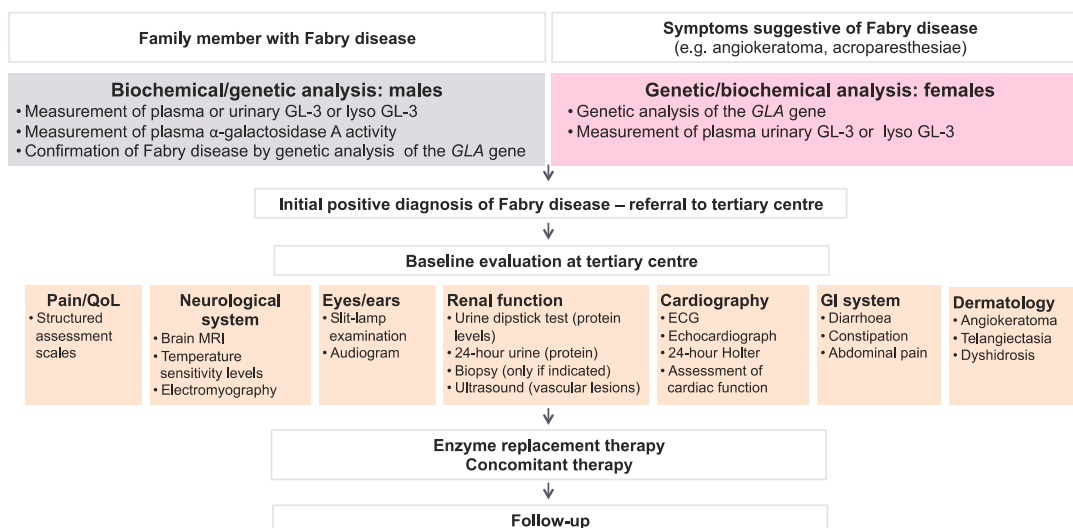 Family member with Fabry disease
Symptoms suggestive of Fabry disease
(e.g. angiokeratoma, acroparesthesiae)
Biochemical/genetic analysis: males
• Measurement of plasma or urinary GL-3 or lyso GL-3
• Measurement of plasma α-galactosidase A activity
• Confirmation of Fabry disease by genetic analysis of the GLA gene
Genetic/biochemical analysis: females
• Genetic analysis of the GLA gene
• Measurement of plasma urinary GL-3 or lyso GL-3
Initial positive diagnosis of Fabry disease – referral to tertiary centre
Baseline evaluation at tertiary centre
Pain/QoL
• Structured
assessment
scales
Neurological
system
• Brain MRI
• Temperature
sensitivity levels
• Electromyography
Eyes/ears
• Slit-lamp
examination
• Audiogram
Renal function
• Urine dipstick test (protein
levels)
• 24-hour urine (protein)
• Biopsy (only if indicated)
• Ultrasound (vascular lesions)
Cardiography
• ECG
• Echocardiograph
• 24-hour Holter
• Assessment of
cardiac function
GI system
• Diarrhoea
• Constipation
• Abdominal pain
Dermatology
• Angiokeratoma
• Telangiectasia
• Dyshidrosis
Enzyme replacement therapy
Concomitant therapy
Follow-up